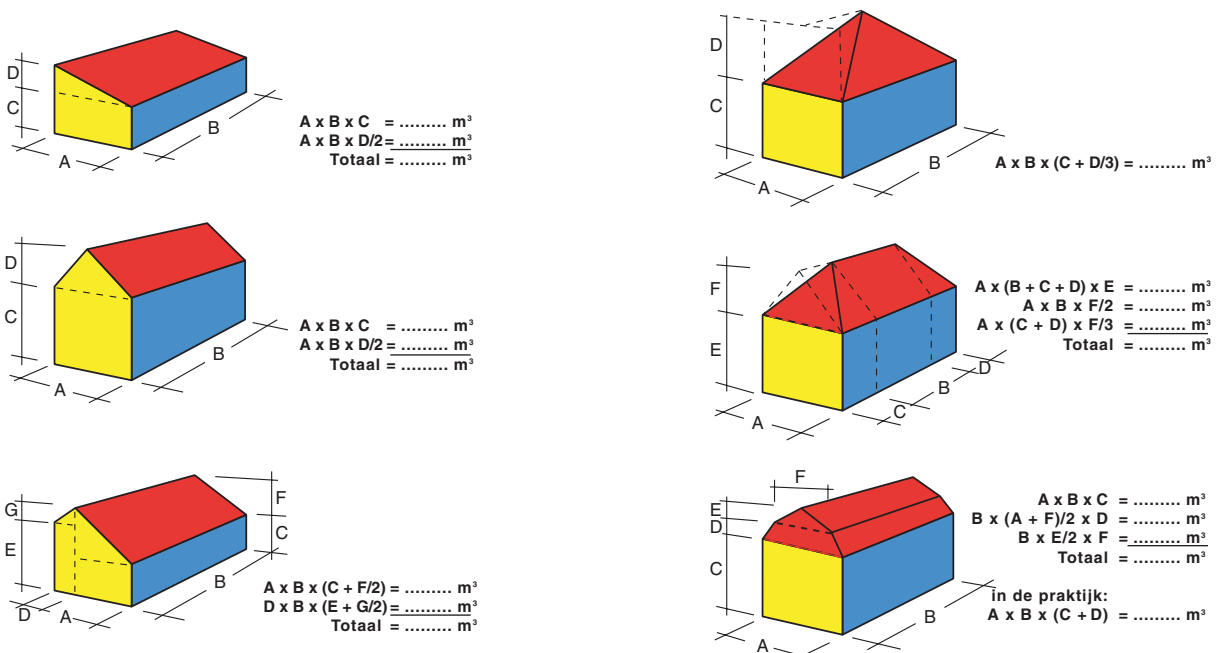 D
C
A
B
A x B x C = ......... m³
A x B x D/2 = ......... m³
Totaal = ......... m³
D
C
A
B
A x B x (C + D/3) = ......... m³
D
C
A
B
A x B x C = ......... m³
A x B x D/2 = ......... m³
Totaal = ......... m³
F
E
A
C
B
D
A x (B + C + D) x E = ......... m³
A x B x F/2 = ......... m³
A x (C + D) x F/3 = ......... m³
Totaal = ......... m³
G
E
D
A
B
F
C
A x B x (C + F/2) = ......... m³
D x B x (E + G/2) = ......... m³
Totaal = ......... m³
F
E
D
C
A
B
A x B x C = ......... m³
B x (A + F)/2 x D = ......... m³
B x E/2 x F = ......... m³
Totaal = ......... m³
in de praktijk:
A x B x (C + D) = ......... m³